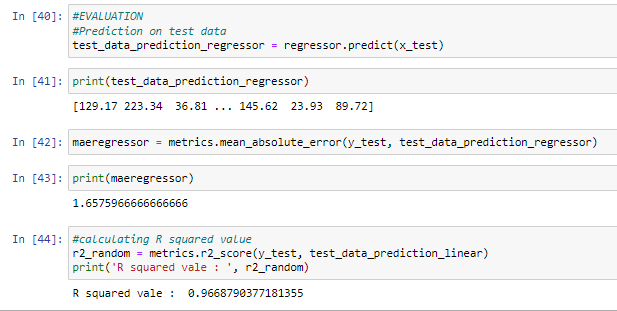 In [40]: #EVALUATION
#Prediction on test data
test_data_prediction_regressor = regressor.predict(x_test)
In [41]: print(test_data_prediction_regressor)
[129.17 223.34  36.81 ... 145.62  23.93  89.72]
In [42]: maeregressor = metrics.mean_absolute_error(y_test, test_data_prediction_regressor)
In [43]: print(maeregressor)
1.6575966666666666
In [44]: #calculating R squared value
r2_random = metrics.r2_score(y_test, test_data_prediction_linear)
print('R squared vale : ', r2_random)
R squared vale :  0.9668790377181355